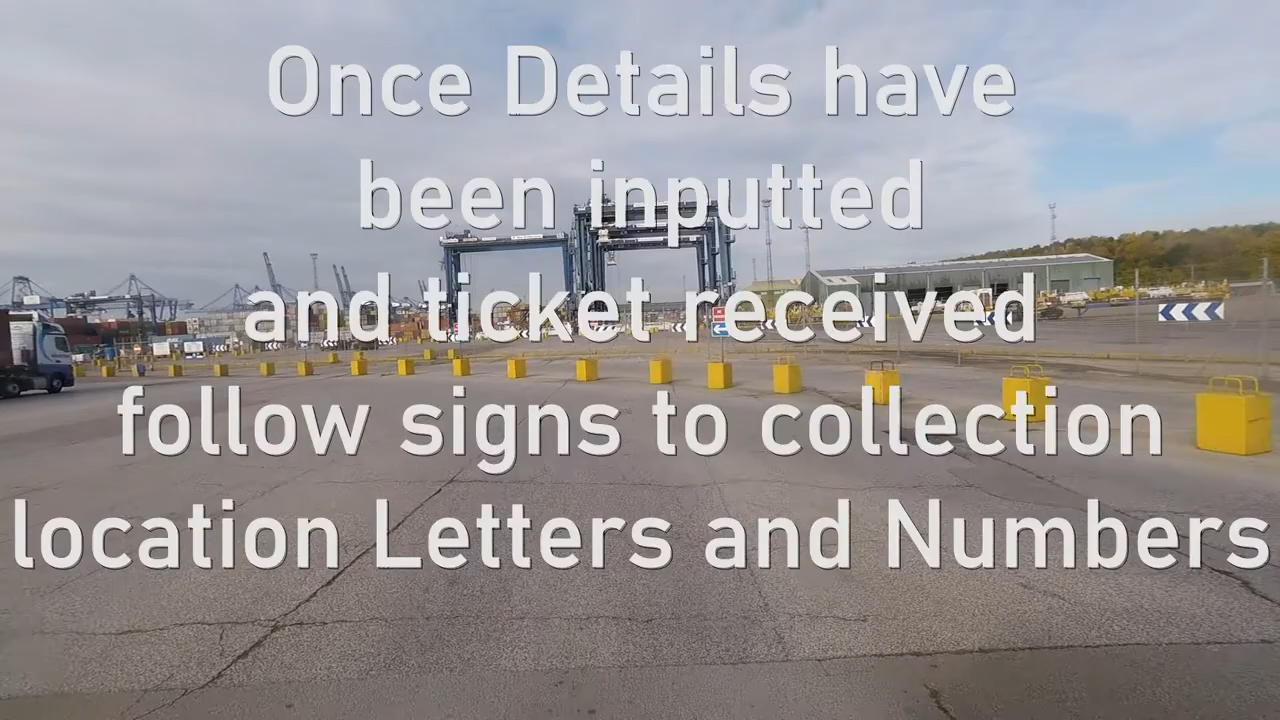 Once Details have
been inputted
and ticket received
follow signs to collection
location Letters and Numbers